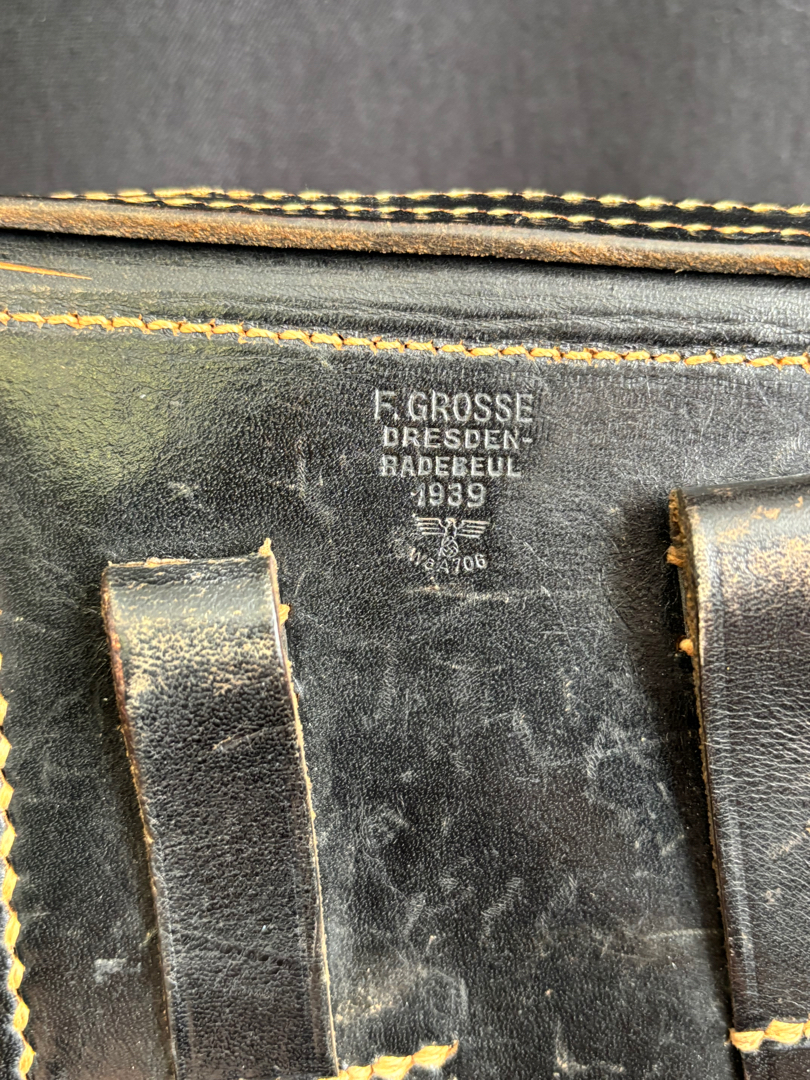 F. GROSSE
DRESDEN-
RADEBEUL
1939
WaA706